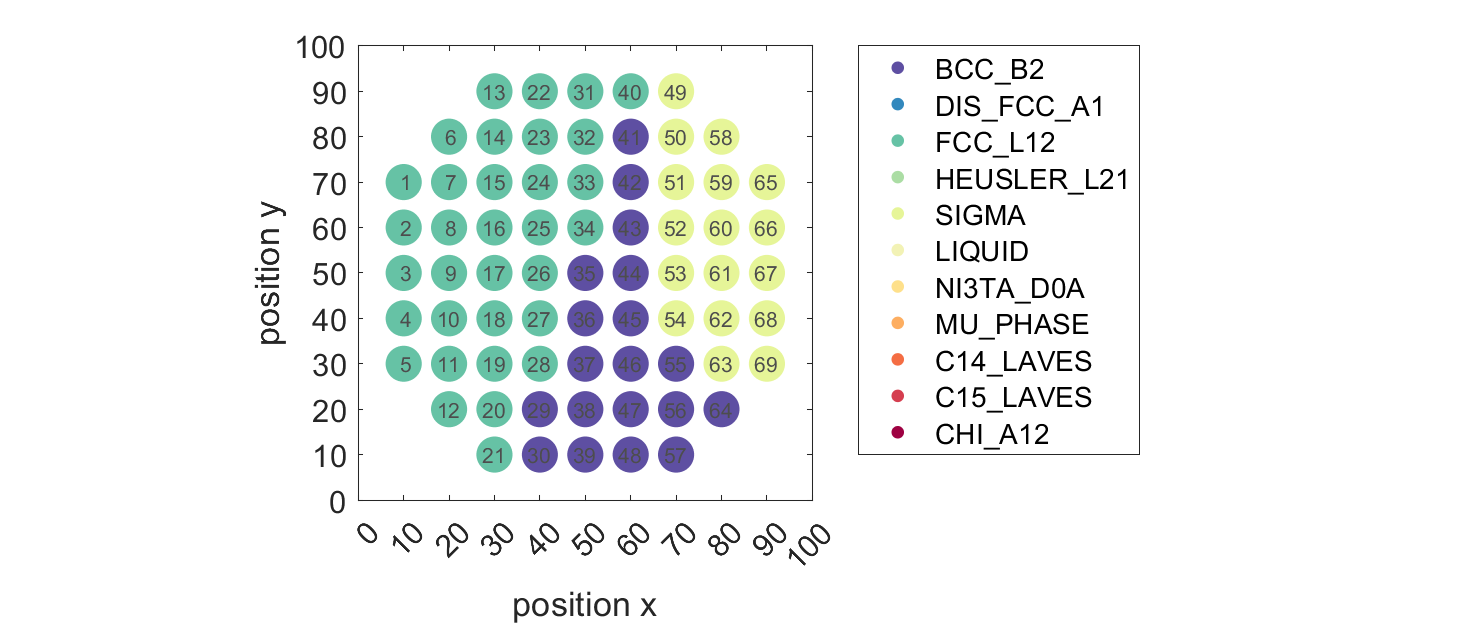 100
90
80
70
60
50
40
30
20
10
0
position y
13 22 31 40 49
6 14 23 32 41 50 58
1 7 15 24 33 42 51 59 65
2 8 16 25 34 43 52 60 66
3 9 17 26 35 44 53 61 67
4 10 18 27 36 45 54 62 68
5 11 19 28 37 46 55 63 69
12 20 29 38 47 56 64
21 30 39 48 57
0 10 20 30 40 50 60 70 80 90 100
position x
BCC_B2
DIS_FCC_A1
FCC_L12
HEUSLER_L21
SIGMA
LIQUID
NI3TA_D0A
MU_PHASE
C14_LAVES
C15_LAVES
CHI_A12